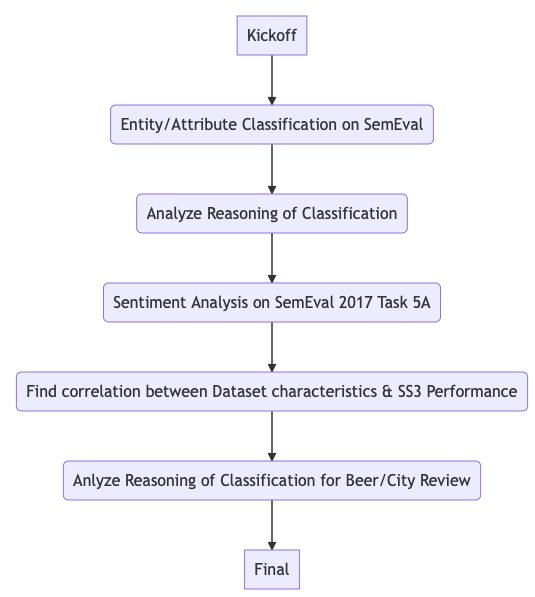 Kickoff
Entity/Attribute Classification on SemEval
Analyze Reasoning of Classification
Sentiment Analysis on SemEval 2017 Task 5A
Find correlation between Dataset characteristics & SS3 Performance
Anlyze Reasoning of Classification for Beer/City Review
Final